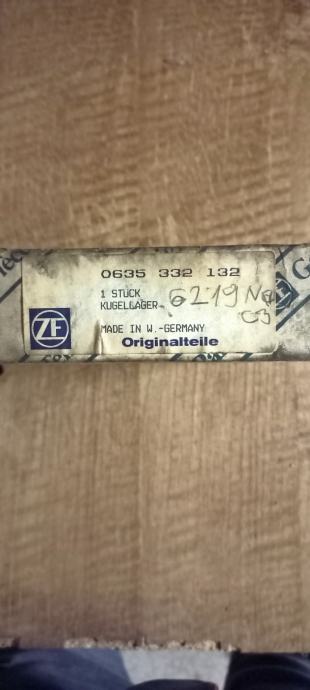 0635 332 132
1 STÜCK
KUGELLAGER
6219 N
C3
ZF
MADE IN W.-GERMANY
Originalteile